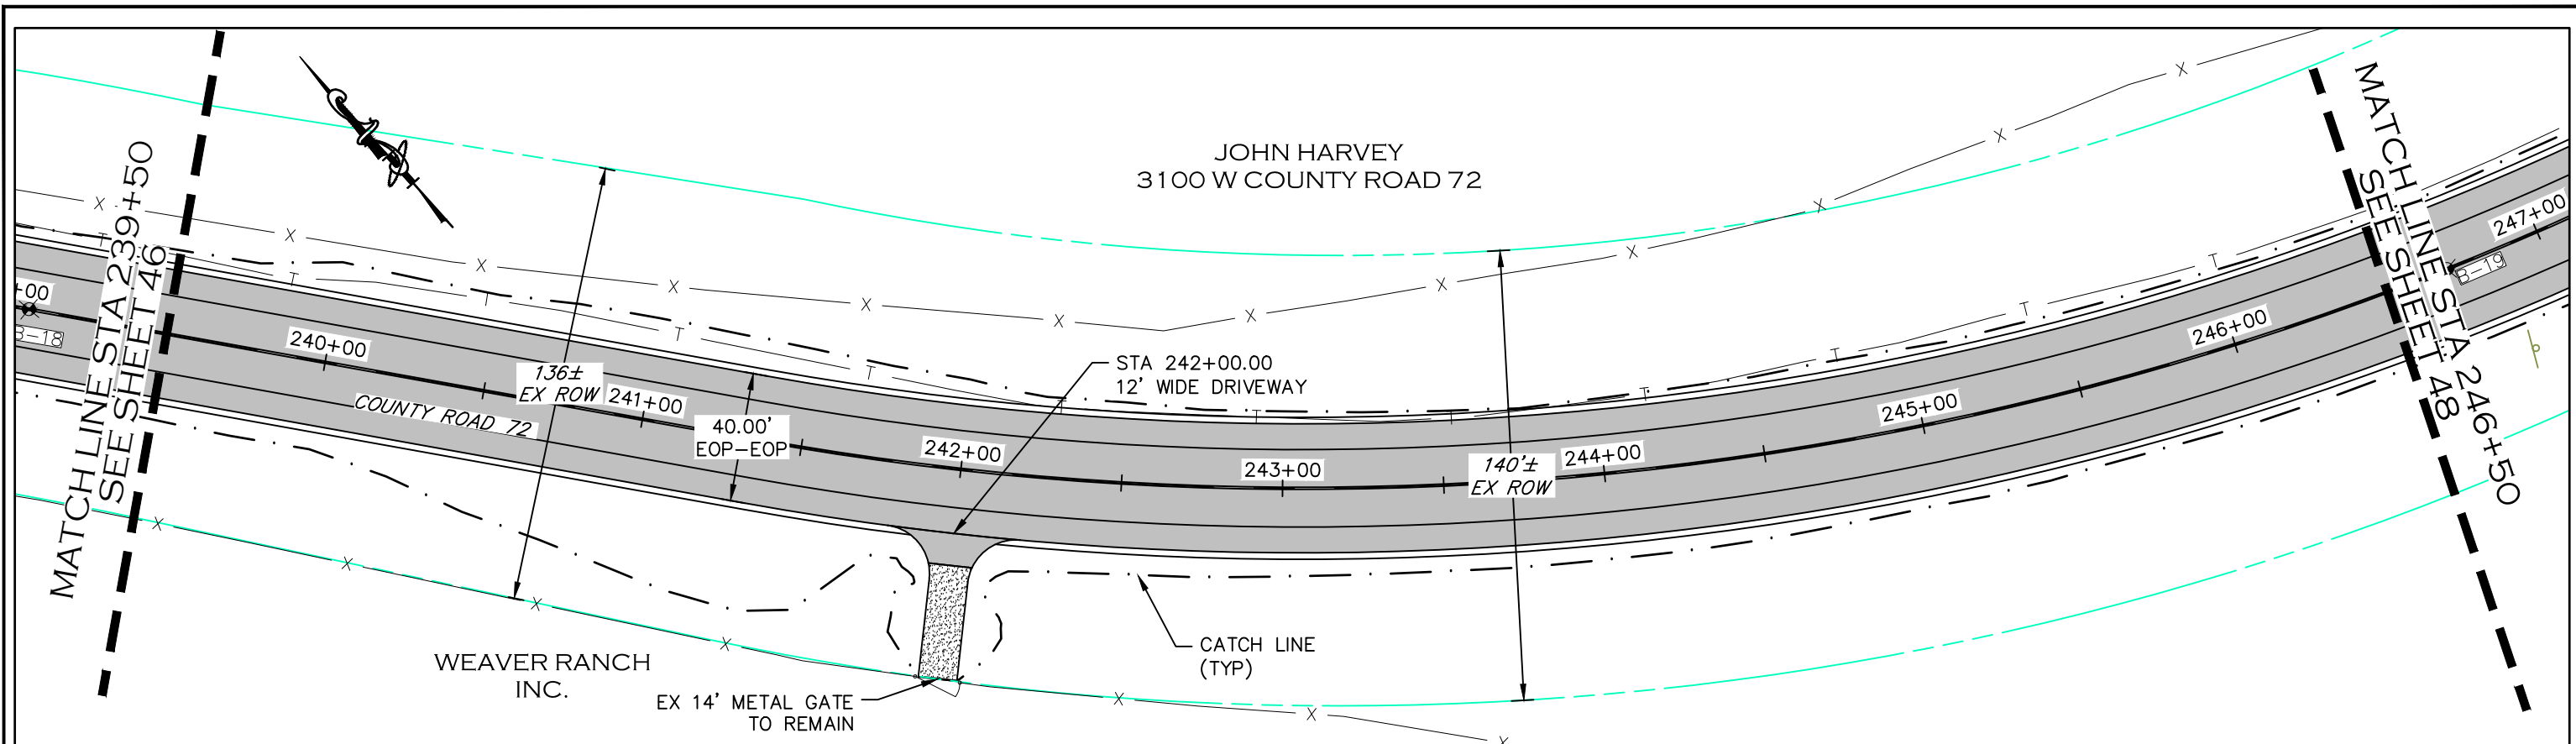 MATCH LINE STA 239+50
SEE SHEET 46
+00
B-18
240+00
COUNTY ROAD 72
136±
EX ROW
241+00
40.00'
EOP-EOP
JOHN HARVEY
3100 W COUNTY ROAD 72
STA 242+00.00
12' WIDE DRIVEWAY
242+00
243+00
140'±
EX ROW
244+00
245+00
246+00
247+00
B-19
MATCH LINE STA 246+50
SEE SHEET 48
WEAVER RANCH
INC.
EX 14' METAL GATE
TO REMAIN
CATCH LINE
(TYP)